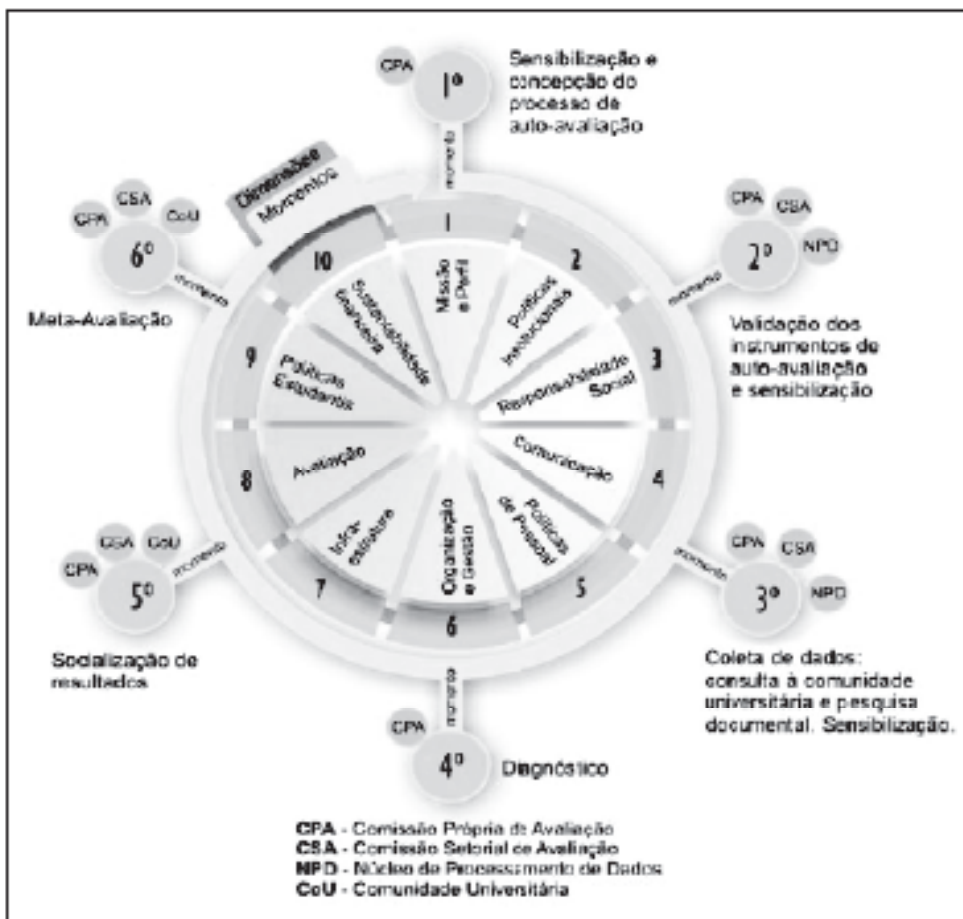 CPA
1º
momento
Sensibilização e
concepção do
processo de
auto-avaliação
Dimensões
Momentos
CPA
CSA
NPD
2º
momento
Validação dos
instrumentos de
auto-avaliação
e sensibilização
CPA
CSA
NPD
3º
momento
Coleta de dados:
consulta à comunidade
universitária e pesquisa
documental. Sensibilização.
CPA
4º
momento
Diagnóstico
CPA
CSA
CoU
5º
momento
Socialização de
resultados
CPA
CSA
CoU
6º
momento
Meta-Avaliação
1
Missão
e Perfil
2
Políticas
3
Responsabilidade
Social
4
Comunicação
5
Políticas
de Pessoal
6
Organização
e Gestão
7
Infra-
estrutura
8
Avaliação
9
Políticas
Estudantis
10
Sustentabilidade
financeira
CPA - Comissão Própria de Avaliação
CSA - Comissão Setorial de Avaliação
NPD - Núcleo de Processamento de Dados
CoU - Comunidade Universitária